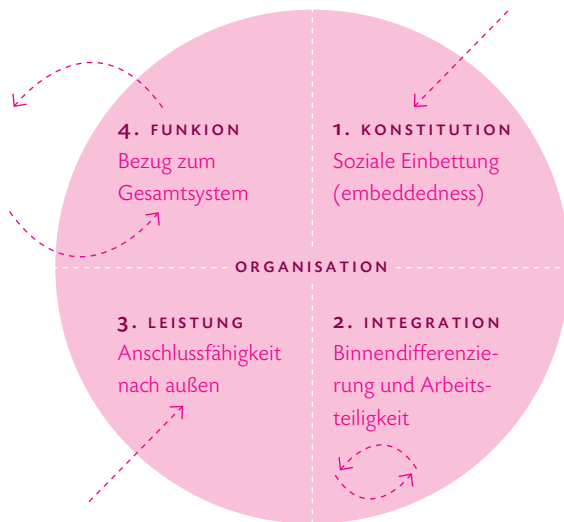 4. FUNKION
Bezug zum
Gesamtsystem
1. KONSTITUTION
Soziale Einbettung
(embeddedness)
ORGANISATION
3. LEISTUNG
Anschlussfähigkeit
nach außen
2. INTEGRATION
Binnendifferenzie-
rung und Arbeits-
teiligkeit